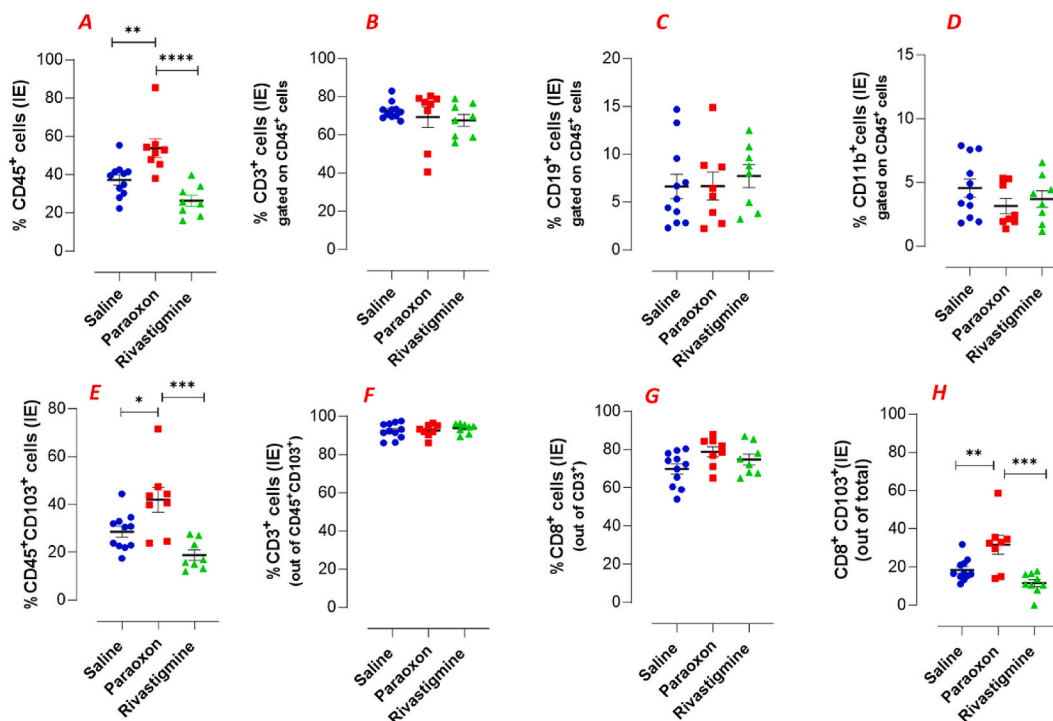 A
B
C
D
** ****
% CD45⁺ cells (IE)
100
80
60
40
20
0
Saline
Paraoxon
Rivastigmine
% CD3⁺ cells (IE)
gated on CD45⁺ cells
100
80
60
40
20
0
Saline
Paraoxon
Rivastigmine
% CD19⁺ cells (IE)
gated on CD45⁺ cells
20
15
10
5
0
Saline
Paraoxon
Rivastigmine
% CD11b⁺cells (IE)
gated on CD45⁺ cells
15
10
5
0
Saline
Paraoxon
Rivastigmine
E
F
G
H
* ***
%CD45⁺CD103⁺ cells (IE)
80
60
40
20
0
Saline
Paraoxon
Rivastigmine
%CD3⁺ cells (IE)
(out of CD45⁺CD103⁺)
100
80
60
40
20
0
Saline
Paraoxon
Rivastigmine
%CD8⁺ cells (IE)
(out of CD3⁺)
100
80
60
40
20
0
Saline
Paraoxon
Rivastigmine
** ***
CD8⁺ CD103⁺(IE)
(out of total)
100
80
60
40
20
0
Saline
Paraoxon
Rivastigmine